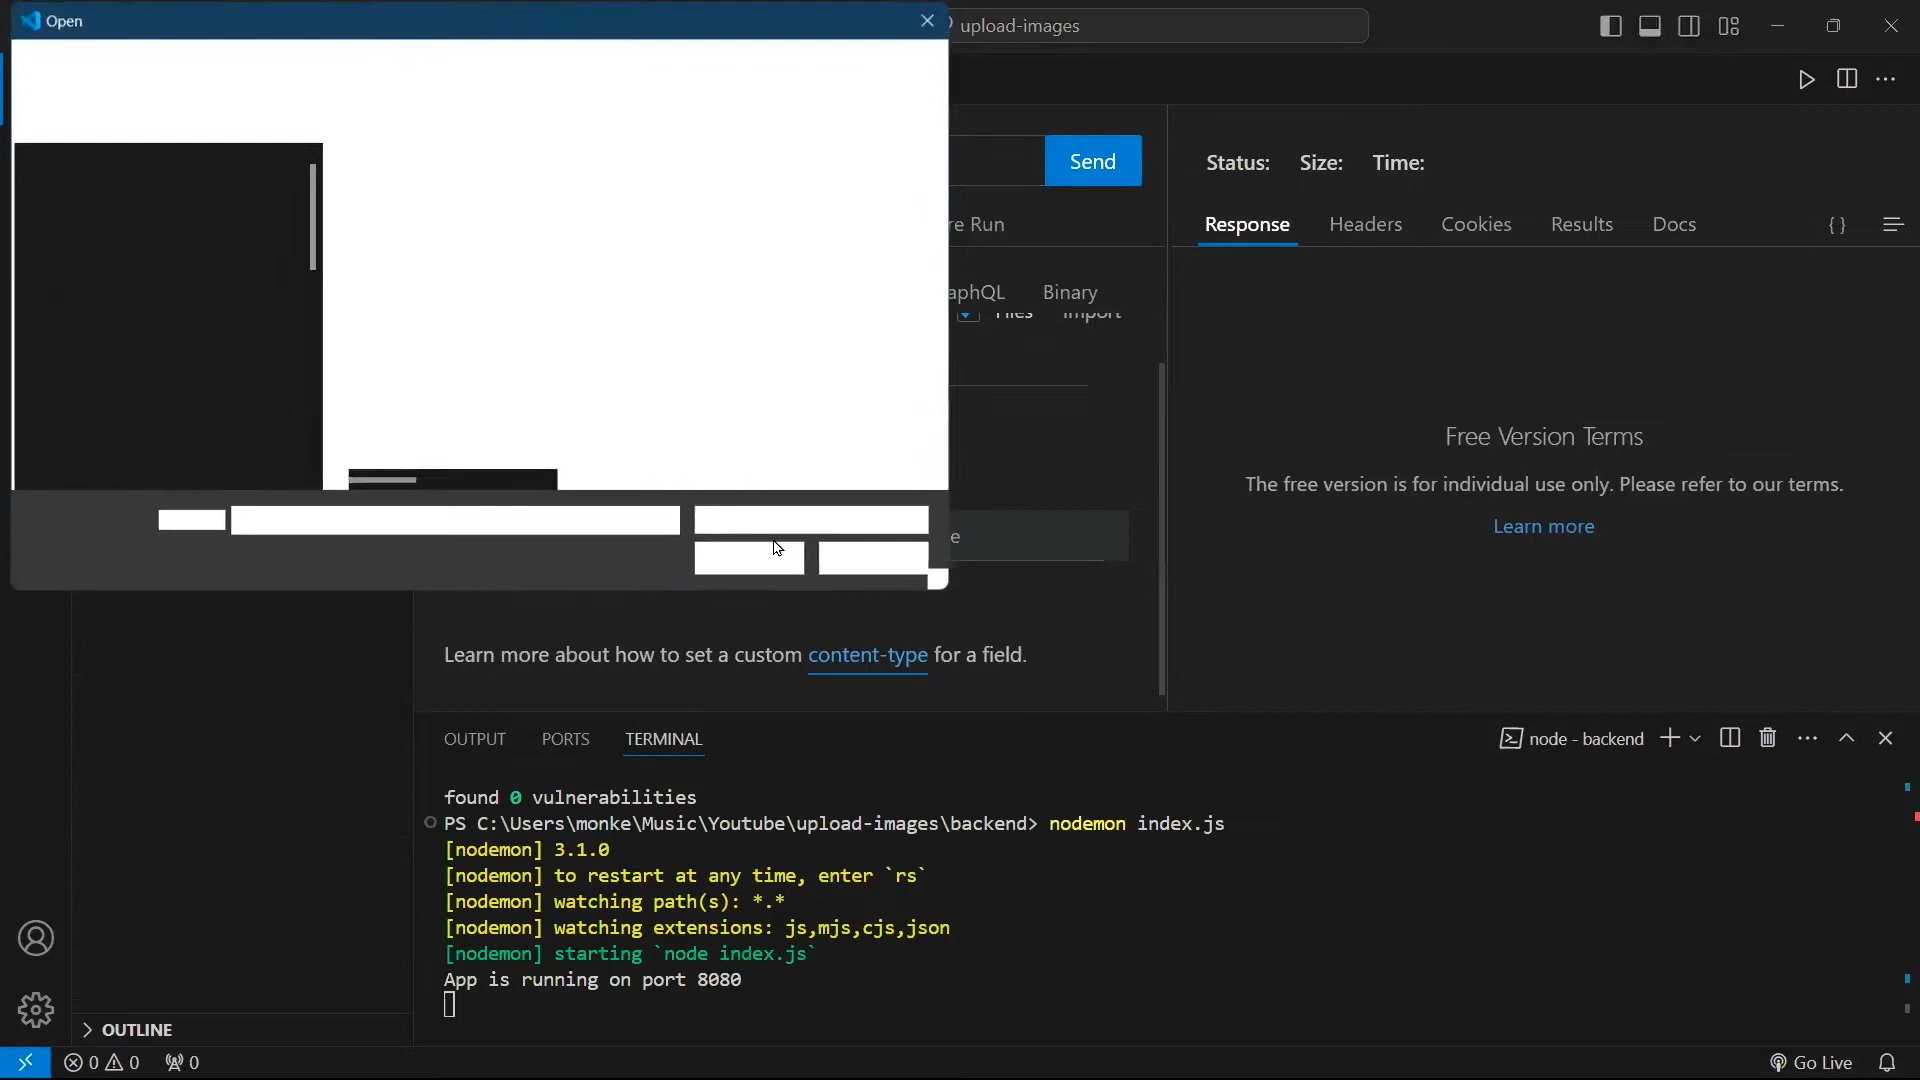 Open
upload-images
Send
Status: Size: Time:
re Run
Response Headers Cookies Results Docs
{ }
aphQL Binary
Files Import
Free Version Terms
The free version is for individual use only. Please refer to our terms.
Learn more
e
Learn more about how to set a custom content-type for a field.
OUTPUT PORTS TERMINAL
node - backend
found 0 vulnerabilities
PS C:\Users\monke\Music\Youtube\upload-images\backend> nodemon index.js
[nodemon] 3.1.0
[nodemon] to restart at any time, enter `rs`
[nodemon] watching path(s): *.*
[nodemon] watching extensions: js,mjs,cjs,json
[nodemon] starting `node index.js`
App is running on port 8080
OUTLINE
0 0 0
Go Live